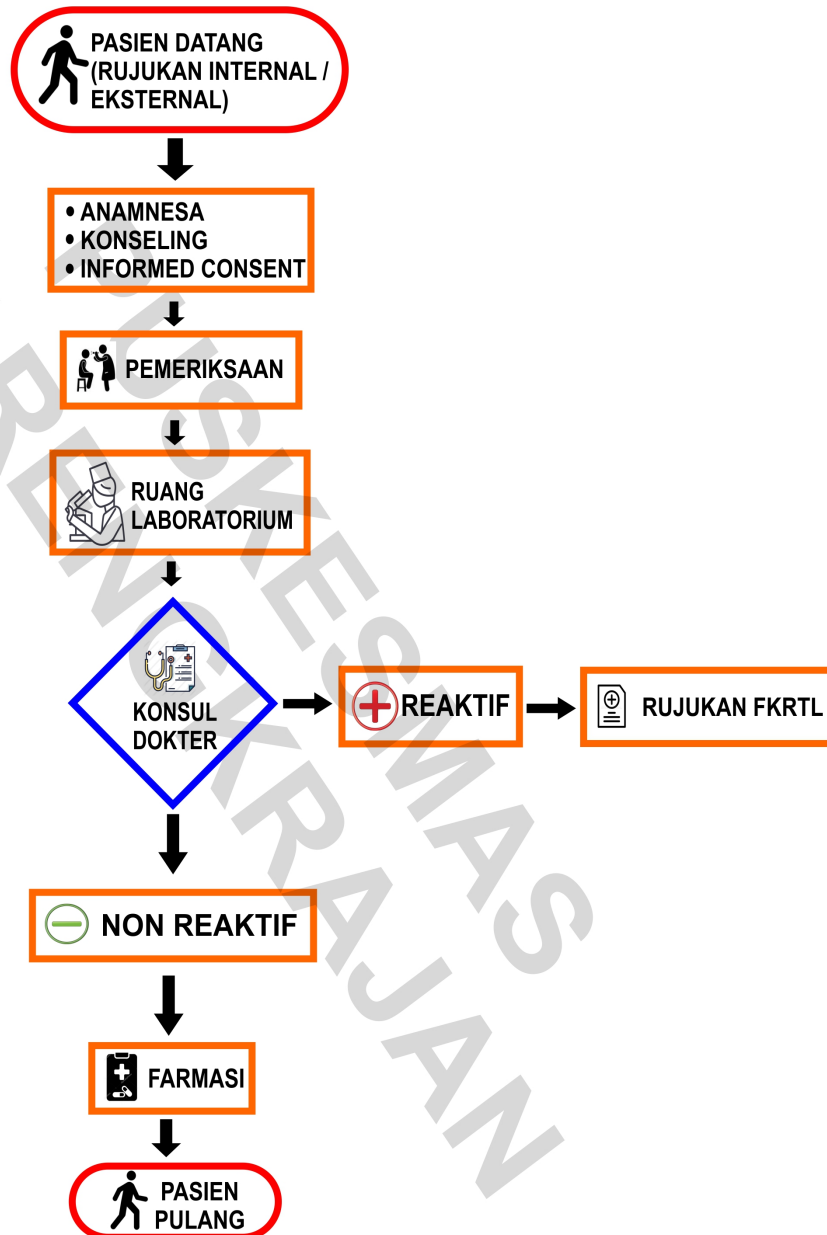 PASIEN DATANG
(RUJUKAN INTERNAL /
EKSTERNAL)
• ANAMNESA
• KONSELING
• INFORMED CONSENT
PEMERIKSAAN
RUANG
LABORATORIUM
KONSUL
DOKTER
REAKTIF
RUJUKAN FKRTL
NON REAKTIF
FARMASI
PASIEN
PULANG
PUSKESMAS
RENGKRAJAN